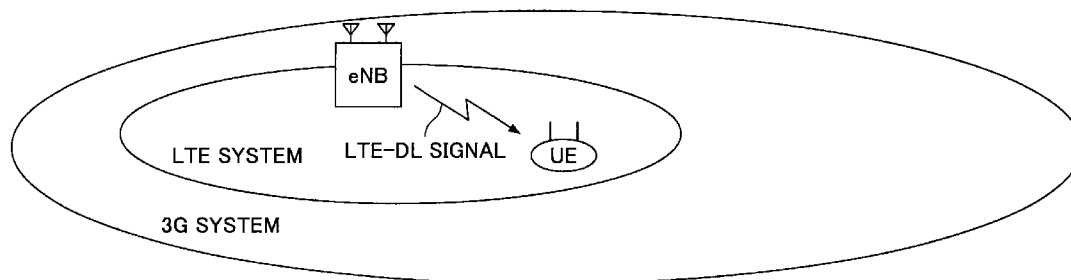 eNB
LTE SYSTEM
LTE-DL SIGNAL
UE
3G SYSTEM